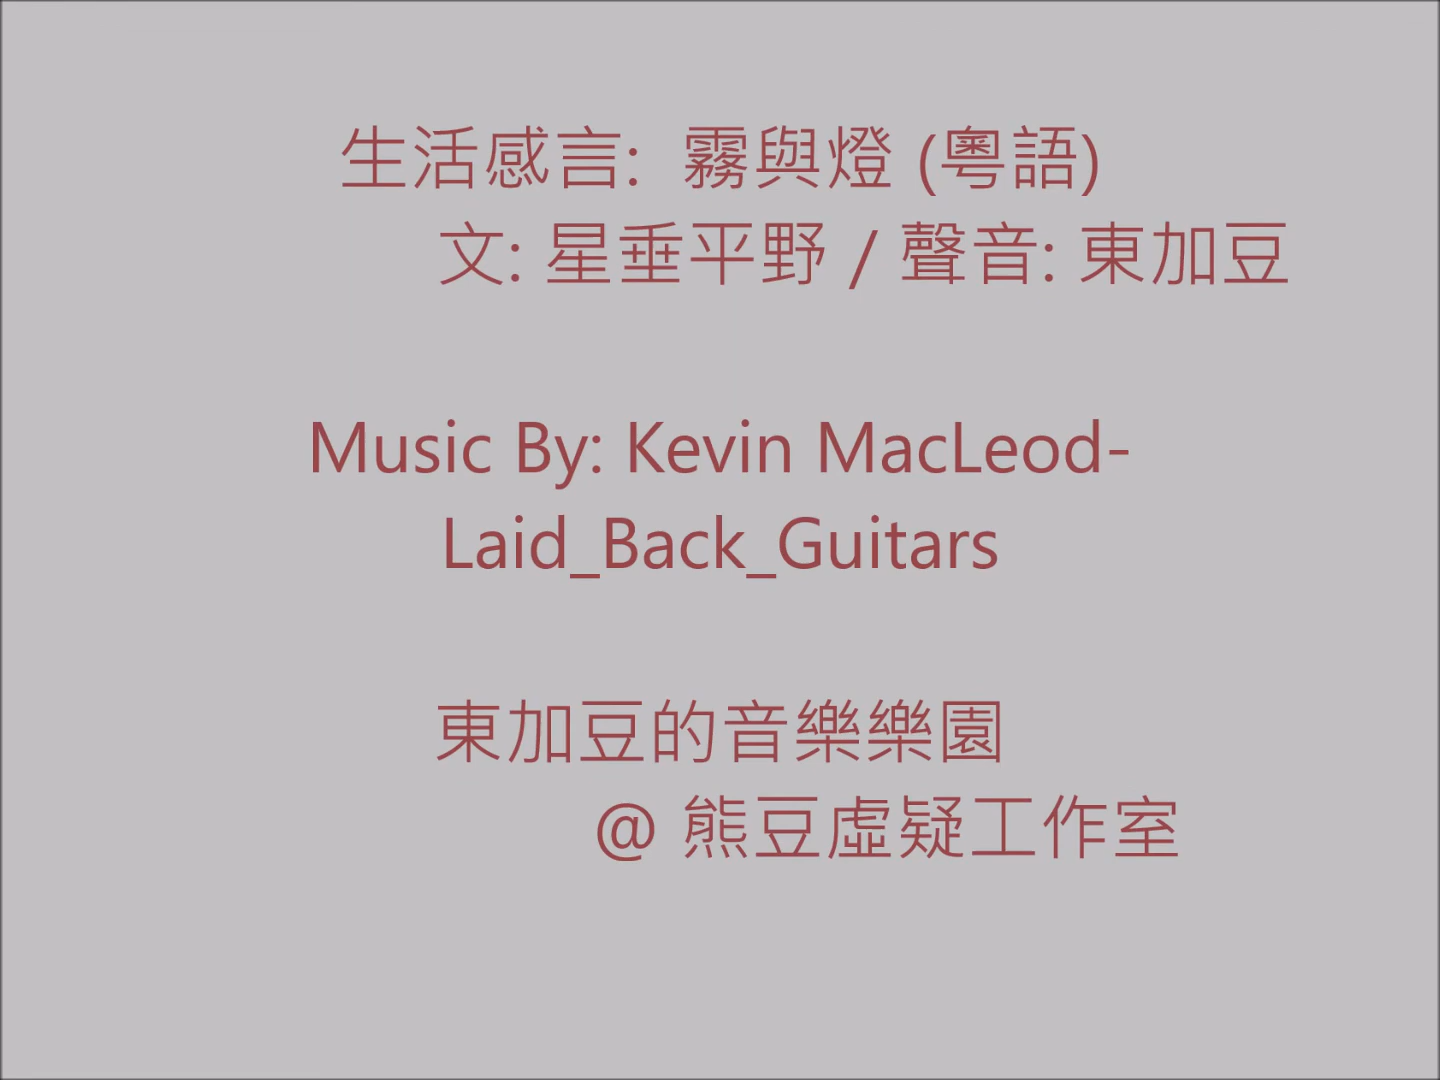 生活感言: 霧與燈 (粵語)
文: 星垂平野 / 聲音: 東加豆
Music By: Kevin MacLeod-
Laid_Back_Guitars
東加豆的音樂樂園
@ 熊豆虛疑工作室